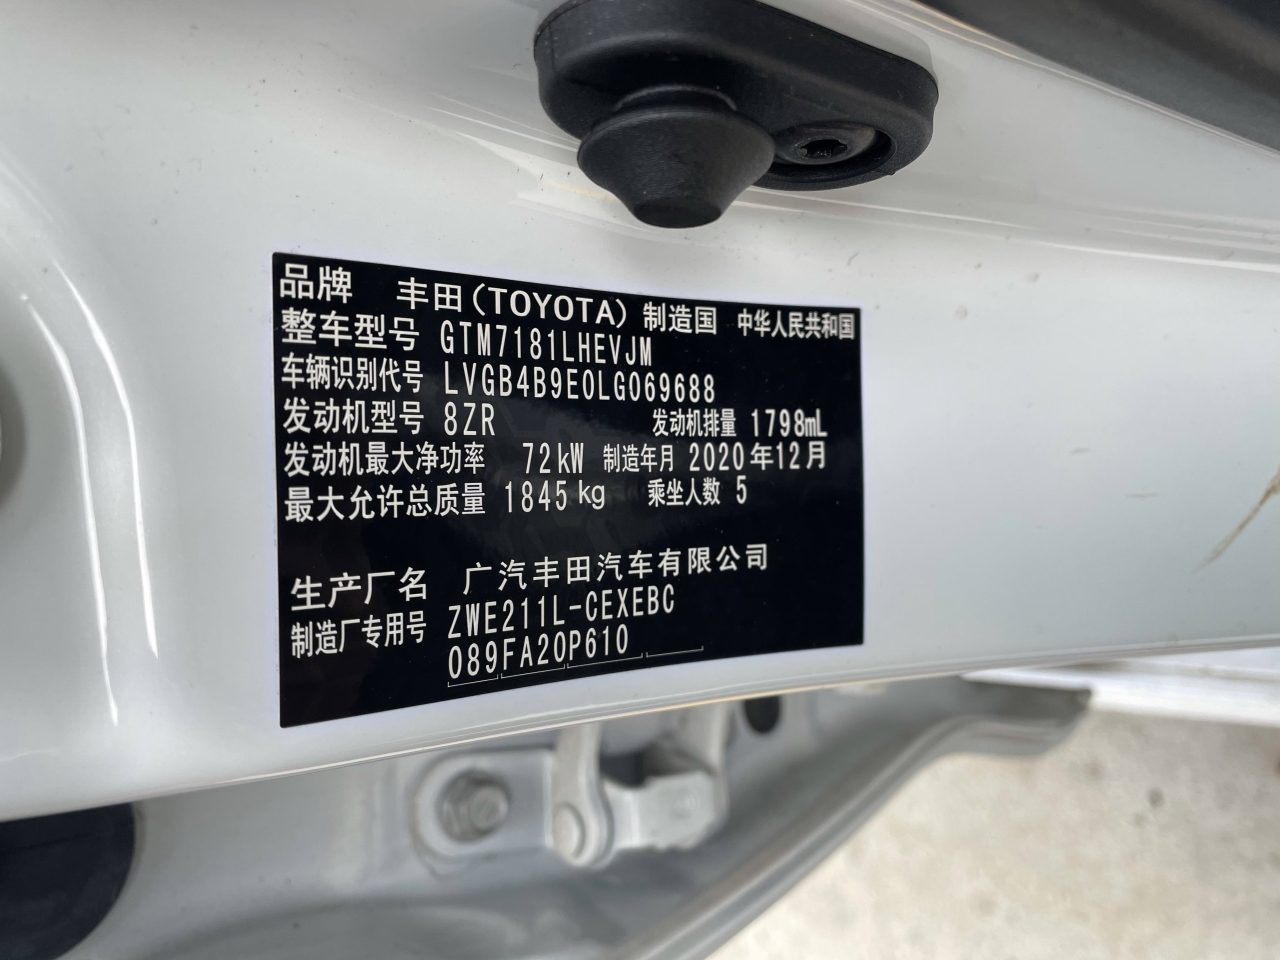 品牌 丰田(TOYOTA) 制造国 中华人民共和国
整车型号 GTM7181LHEVJM
车辆识别代号 LVGB4B9E0LG069688
发动机型号 8ZR 发动机排量 1798mL
发动机最大净功率 72kW 制造年月 2020年12月
最大允许总质量 1845kg 乘坐人数 5
生产厂名 广汽丰田汽车有限公司
制造厂专用号 ZWE211L-CEXEBC
089FA20P610